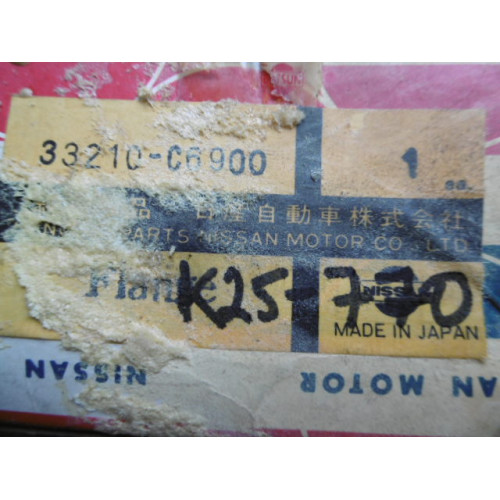 33210-C6900 1
ea.
品 日産自動車株式会社
PARTS NISSAN MOTOR CO., LTD.
K25-770
NISSAN
MADE IN JAPAN
NISSAN
AN MOTOR